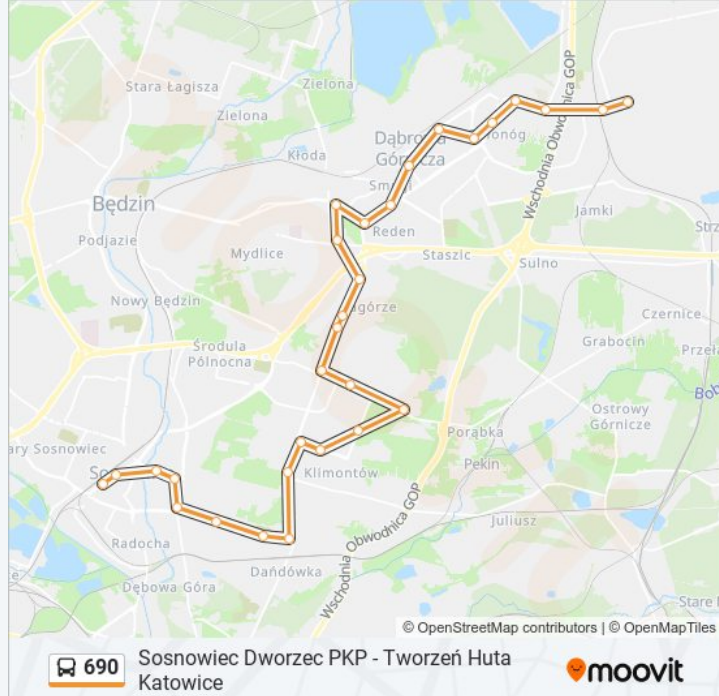 Stara Łagisza
Zielona
Zielona
Kłoda
Dąbrowa
Górnicza
Będzin
Reden
Jamki
Podjazie
Mydlice
Staszic
Sulno
Nowy Będzin
Czernice
Grabocin
Środula
Północna
Ostrowy
Górnicze
Porąbka
Pekin
Klimontów
Juliusz
Radocha
Dańdówka
Dębowa Góra
Wschodnia Obwodnica GOP
Wschodnia Obwodnica GOP
© OpenStreetMap contributors | © OpenMapTiles
690
Sosnowiec Dworzec PKP - Tworzeń Huta
Katowice
moovit